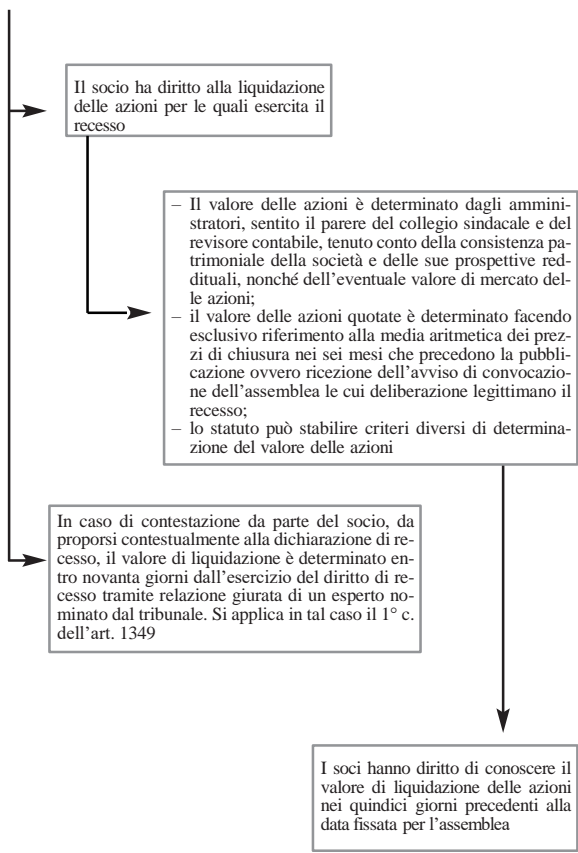 Il socio ha diritto alla liquidazione
delle azioni per le quali esercita il
recesso
– Il valore delle azioni è determinato dagli ammini-
stratori, sentito il parere del collegio sindacale e del
revisore contabile, tenuto conto della consistenza pa-
trimoniale della società e delle sue prospettive red-
dituali, nonché dell'eventuale valore di mercato del-
le azioni;
– il valore delle azioni quotate è determinato facendo
esclusivo riferimento alla media aritmetica dei prez-
zi di chiusura nei sei mesi che precedono la pubbli-
cazione ovvero ricezione dell'avviso di convocazio-
ne dell'assemblea le cui deliberazione legittimano il
recesso;
– lo statuto può stabilire criteri diversi di determina-
zione del valore delle azioni
In caso di contestazione da parte del socio, da
proporsi contestualmente alla dichiarazione di re-
cesso, il valore di liquidazione è determinato en-
tro novanta giorni dall'esercizio del diritto di re-
cesso tramite relazione giurata di un esperto no-
minato dal tribunale. Si applica in tal caso il 1° c.
dell'art. 1349
I soci hanno diritto di conoscere il
valore di liquidazione delle azioni
nei quindici giorni precedenti alla
data fissata per l'assemblea